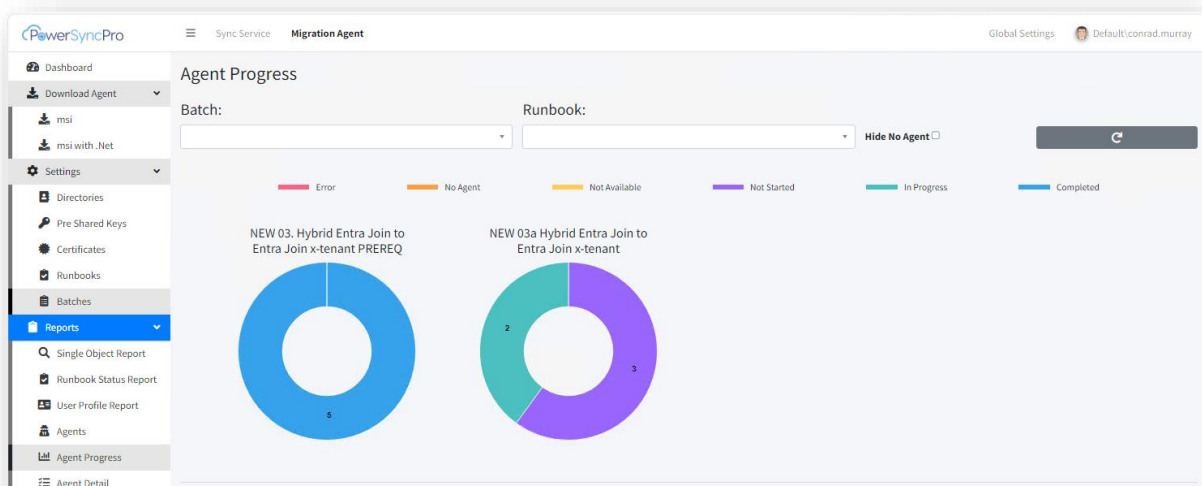 PowerSyncPro
Sync Service Migration Agent Global Settings Default\conrad.murray
Dashboard
Download Agent
msi
msi with .Net
Settings
Directories
Pre Shared Keys
Certificates
Runbooks
Batches
Reports
Single Object Report
Runbook Status Report
User Profile Report
Agents
Agent Progress
Agent Detail
Agent Progress
Batch: Runbook:
Hide No Agent
Error No Agent Not Available Not Started In Progress Completed
NEW 03. Hybrid Entra Join to
Entra Join x-tenant PREREQ
5
NEW 03a Hybrid Entra Join to
Entra Join x-tenant
2
3